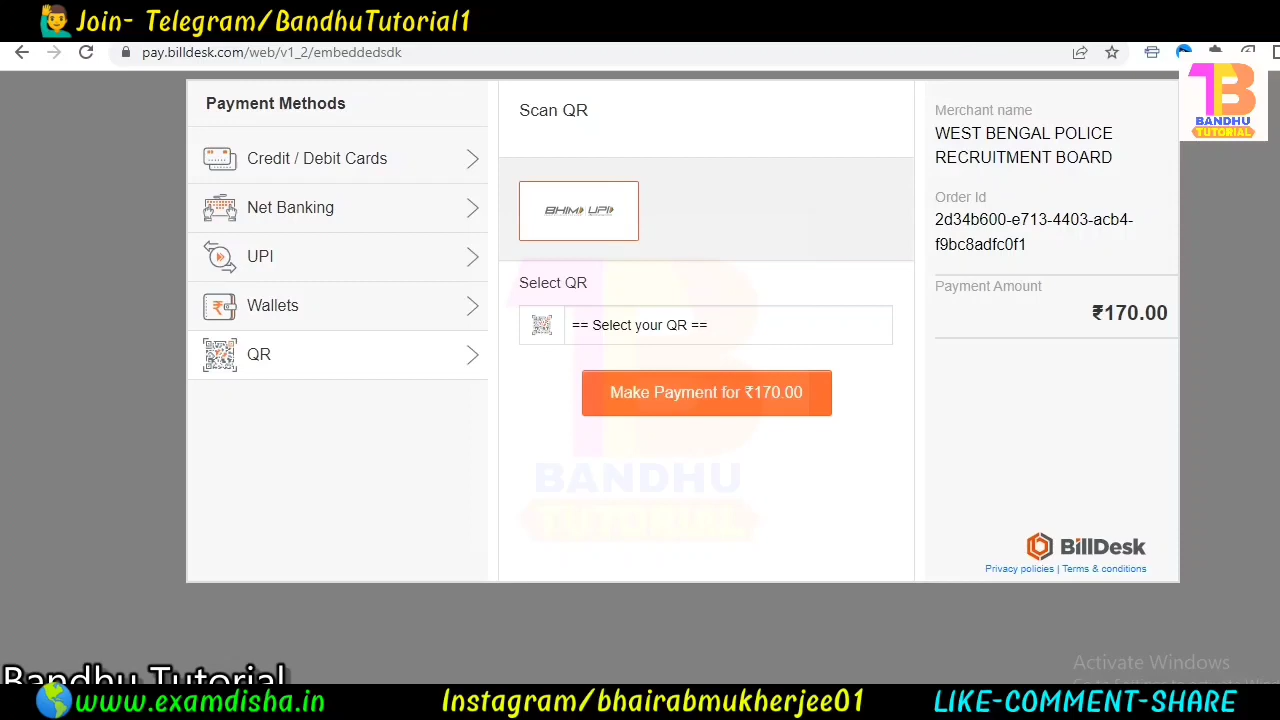 Join- Telegram/BandhuTutorial1
pay.billdesk.com/web/v1_2/embeddedsdk
TB
BANDHU
TUTORIAL
Payment Methods
Credit / Debit Cards
Net Banking
UPI
Wallets
QR
Scan QR
BHIM UPI
Select QR
== Select your QR ==
Make Payment for ₹170.00
BANDHU
TUTORIAL
Merchant name
WEST BENGAL POLICE
RECRUITMENT BOARD
Order Id
2d34b600-e713-4403-acb4-
f9bc8adfc0f1
Payment Amount
₹170.00
BillDesk
Privacy policies | Terms & conditions
Activate Windows
Bandhu Tutorial
www.examdisha.in
Instagram/bhairabmukherjee01
LIKE-COMMENT-SHARE